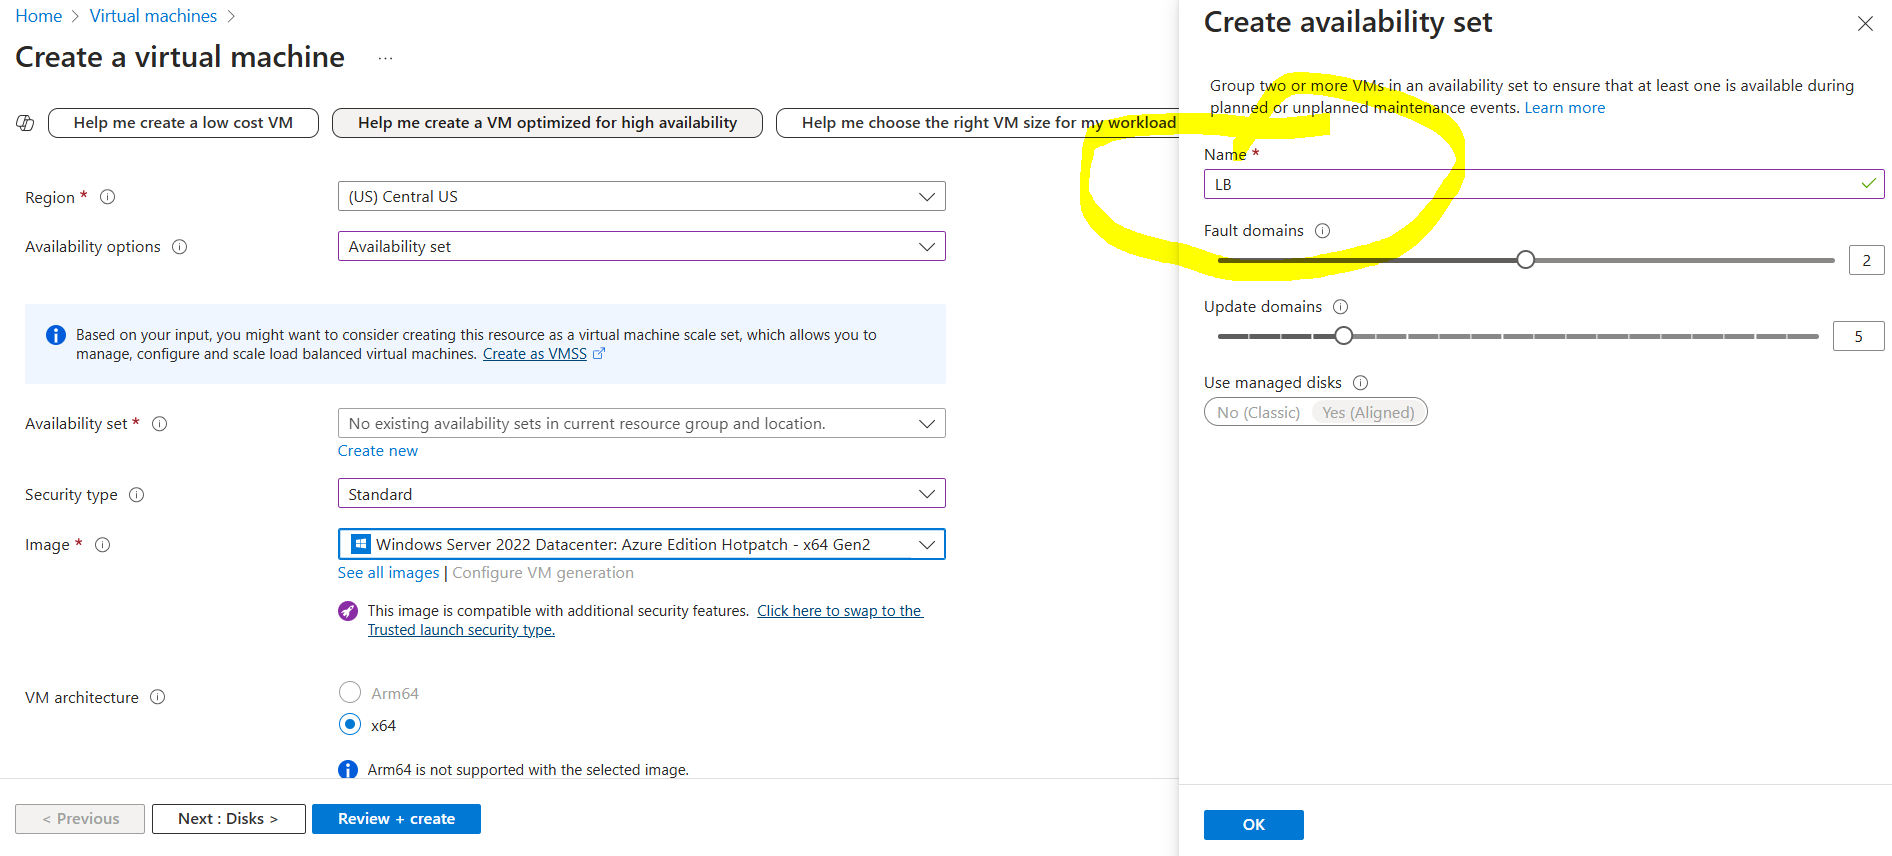 Home > Virtual machines >
Create a virtual machine ...
Help me create a low cost VM
Help me create a VM optimized for high availability
Help me choose the right VM size for my workload
Region *
(US) Central US
Availability options
Availability set
Based on your input, you might want to consider creating this resource as a virtual machine scale set, which allows you to
manage, configure and scale load balanced virtual machines. Create as VMSS
Availability set *
No existing availability sets in current resource group and location.
Create new
Security type
Standard
Image *
Windows Server 2022 Datacenter: Azure Edition Hotpatch - x64 Gen2
See all images | Configure VM generation
This image is compatible with additional security features. Click here to swap to the
Trusted launch security type.
VM architecture
Arm64
x64
Arm64 is not supported with the selected image.
< Previous
Next : Disks >
Review + create
Create availability set
Group two or more VMs in an availability set to ensure that at least one is available during
planned or unplanned maintenance events. Learn more
Name *
LB
Fault domains
2
Update domains
5
Use managed disks
No (Classic)
Yes (Aligned)
OK